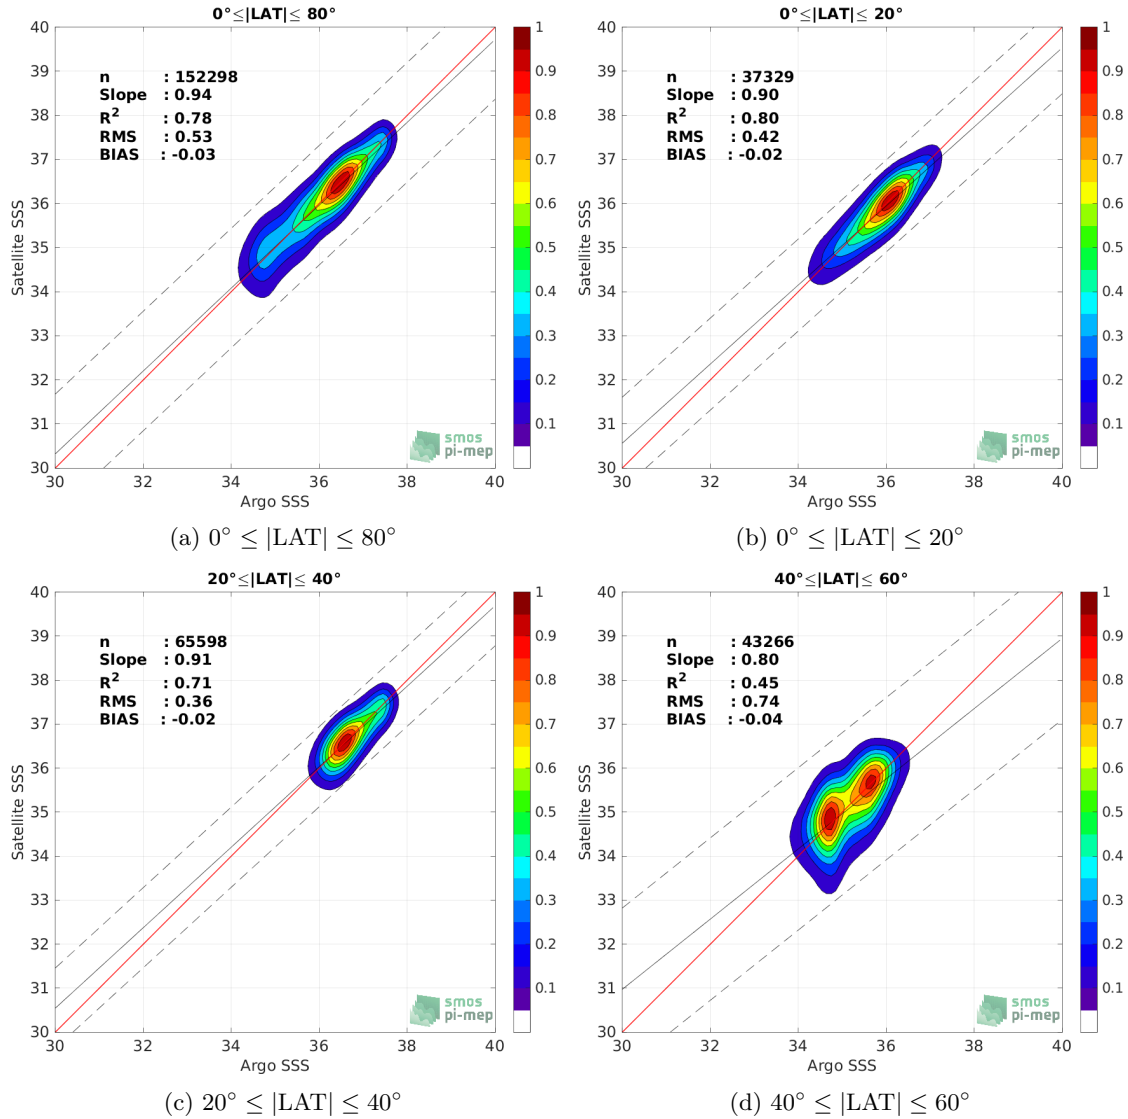 0°≤|LAT|≤ 80°
40
39
38
37
36
35
34
33
32
31
30
Satellite SSS
n : 152298
Slope : 0.94
R² : 0.78
RMS : 0.53
BIAS : -0.03
smos
pi-mep
30 32 34 36 38 40
Argo SSS
1
0.9
0.8
0.7
0.6
0.5
0.4
0.3
0.2
0.1
(a) 0° ≤ |LAT| ≤ 80°
0°≤|LAT|≤ 20°
40
39
38
37
36
35
34
33
32
31
30
Satellite SSS
n : 37329
Slope : 0.90
R² : 0.80
RMS : 0.42
BIAS : -0.02
smos
pi-mep
30 32 34 36 38 40
Argo SSS
1
0.9
0.8
0.7
0.6
0.5
0.4
0.3
0.2
0.1
(b) 0° ≤ |LAT| ≤ 20°
20°≤|LAT|≤ 40°
40
39
38
37
36
35
34
33
32
31
30
Satellite SSS
n : 65598
Slope : 0.91
R² : 0.71
RMS : 0.36
BIAS : -0.02
smos
pi-mep
30 32 34 36 38 40
Argo SSS
1
0.9
0.8
0.7
0.6
0.5
0.4
0.3
0.2
0.1
(c) 20° ≤ |LAT| ≤ 40°
40°≤|LAT|≤ 60°
40
39
38
37
36
35
34
33
32
31
30
Satellite SSS
n : 43266
Slope : 0.80
R² : 0.45
RMS : 0.74
BIAS : -0.04
smos
pi-mep
30 32 34 36 38 40
Argo SSS
1
0.9
0.8
0.7
0.6
0.5
0.4
0.3
0.2
0.1
(d) 40° ≤ |LAT| ≤ 60°